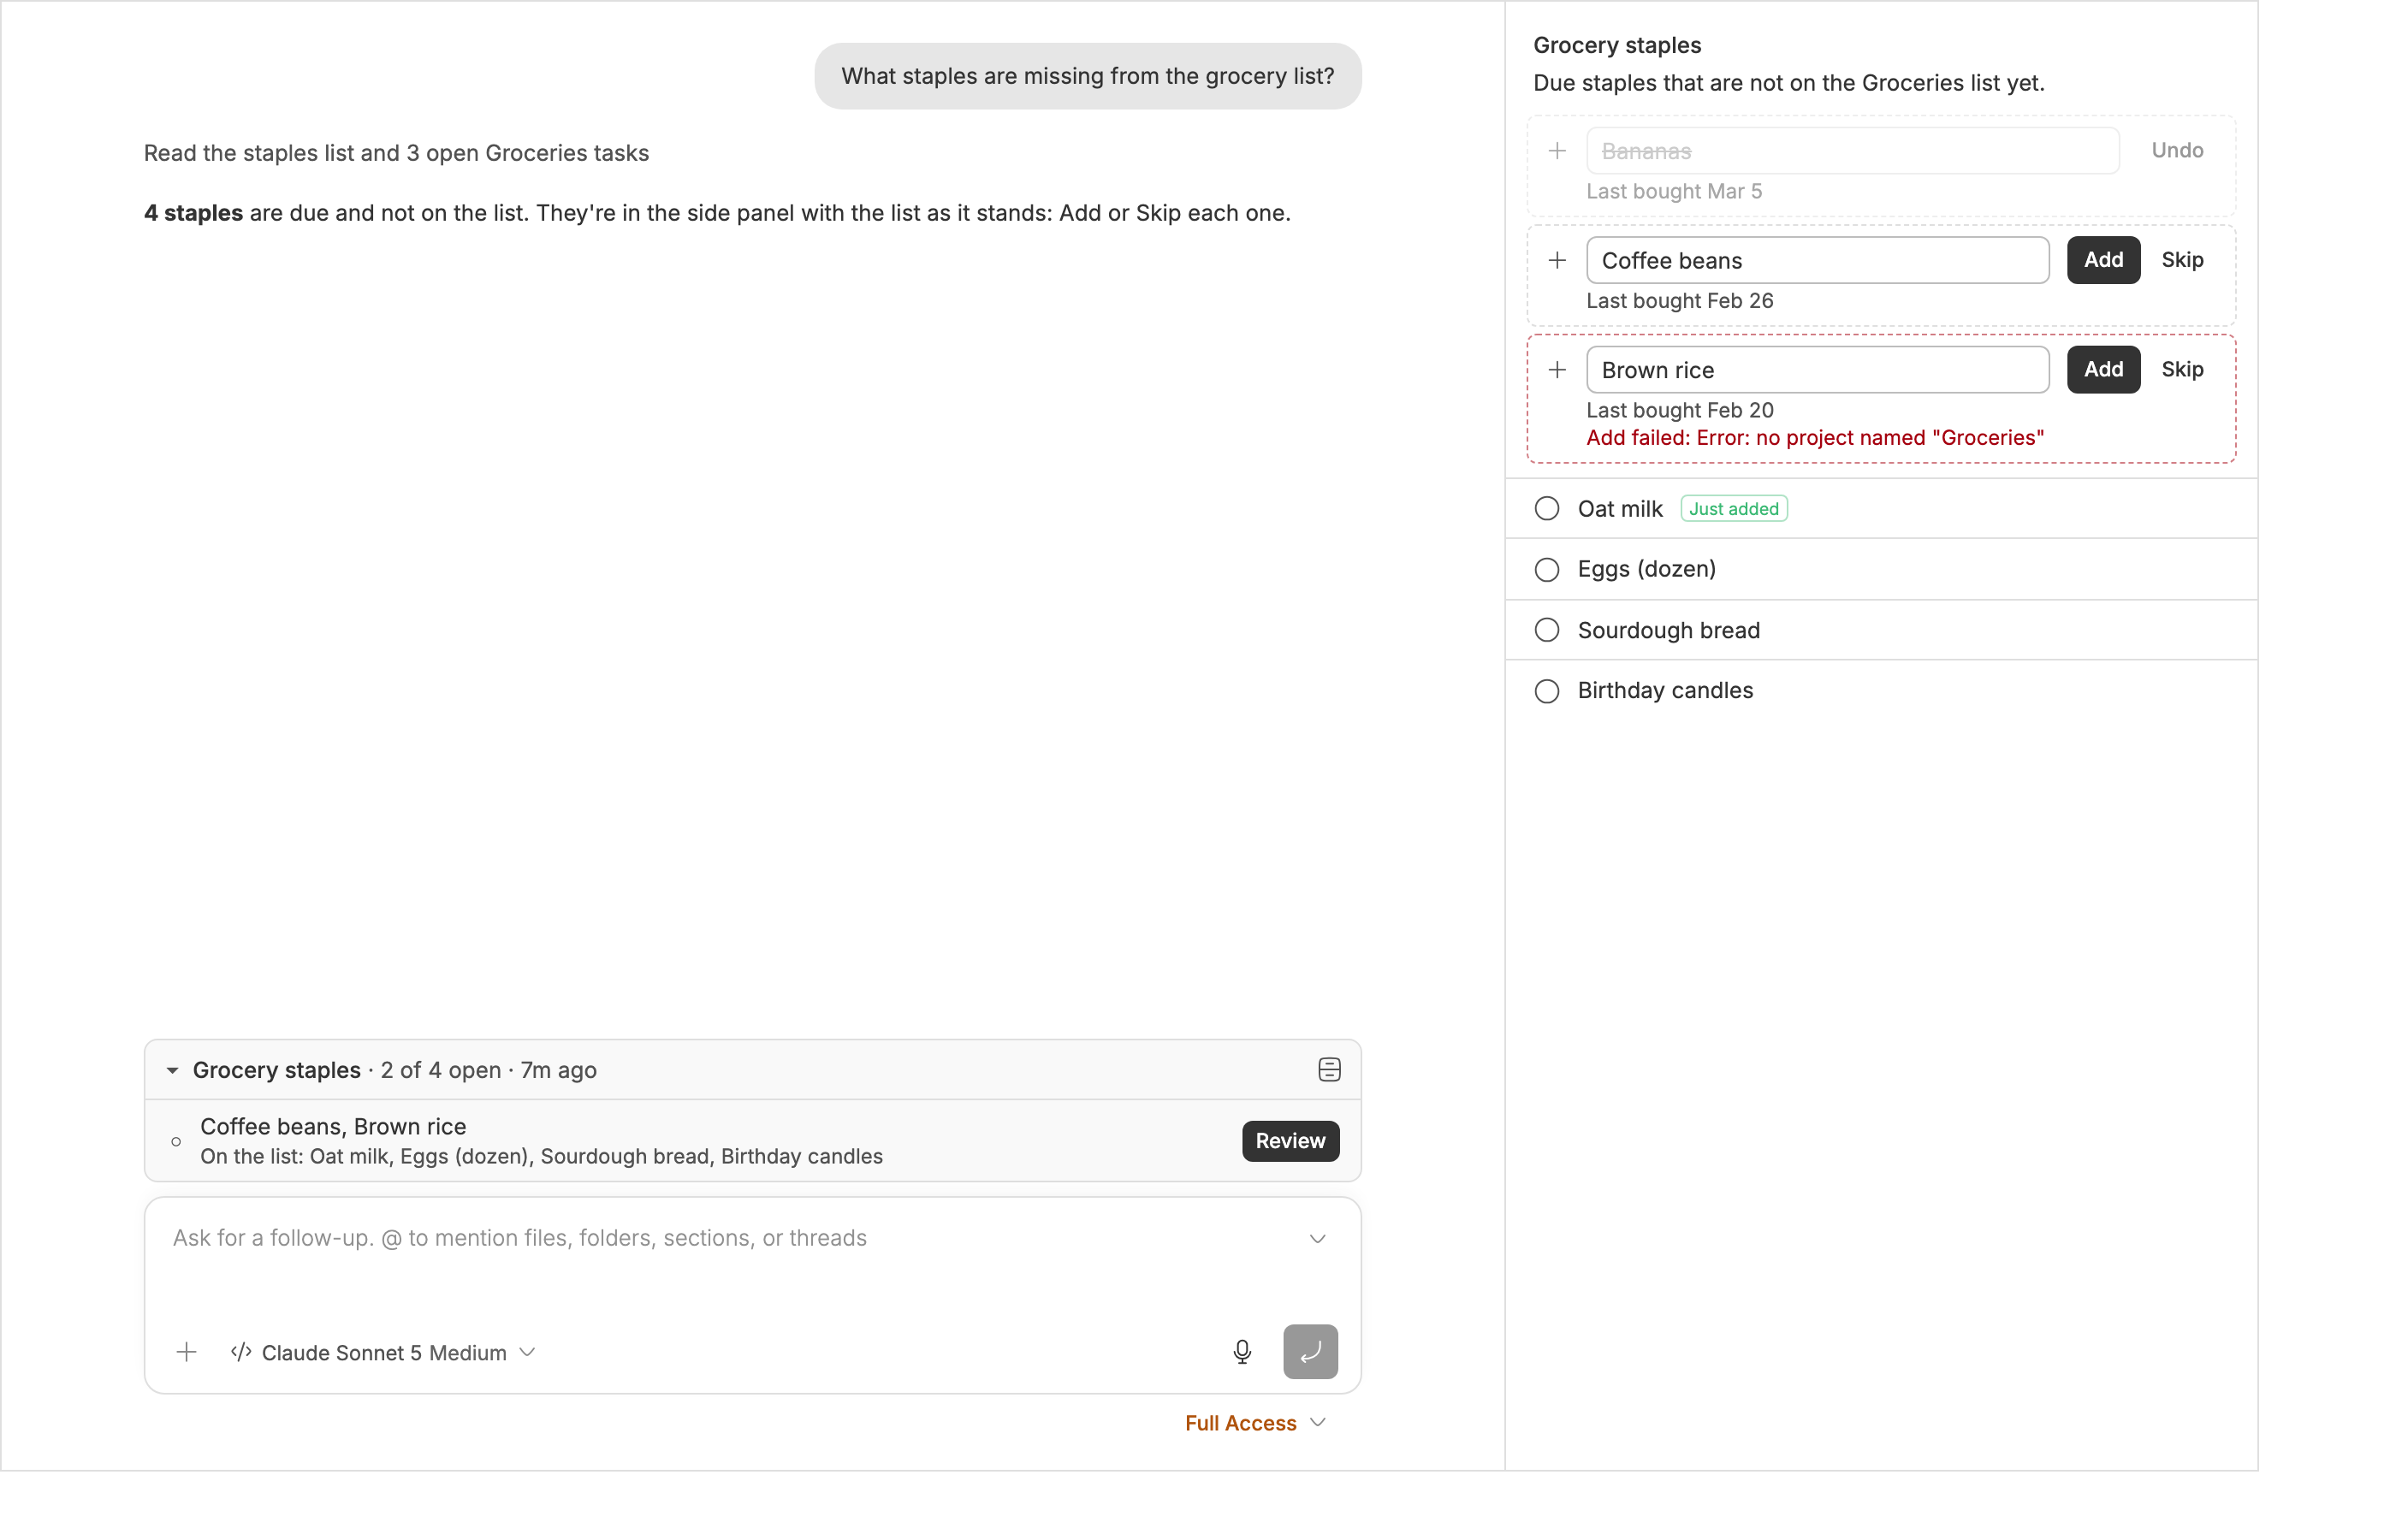 What staples are missing from the grocery list?
Read the staples list and 3 open Groceries tasks
4 staples are due and not on the list. They're in the side panel with the list as it stands: Add or Skip each one.
Grocery staples · 2 of 4 open · 7m ago
Coffee beans, Brown rice
On the list: Oat milk, Eggs (dozen), Sourdough bread, Birthday candles
Review
Ask for a follow-up. @ to mention files, folders, sections, or threads
Claude Sonnet 5 Medium
Full Access
Grocery staples
Due staples that are not on the Groceries list yet.
Bananas
Undo
Last bought Mar 5
Coffee beans
Add
Skip
Last bought Feb 26
Brown rice
Add
Skip
Last bought Feb 20
Add failed: Error: no project named "Groceries"
Oat milk
Just added
Eggs (dozen)
Sourdough bread
Birthday candles